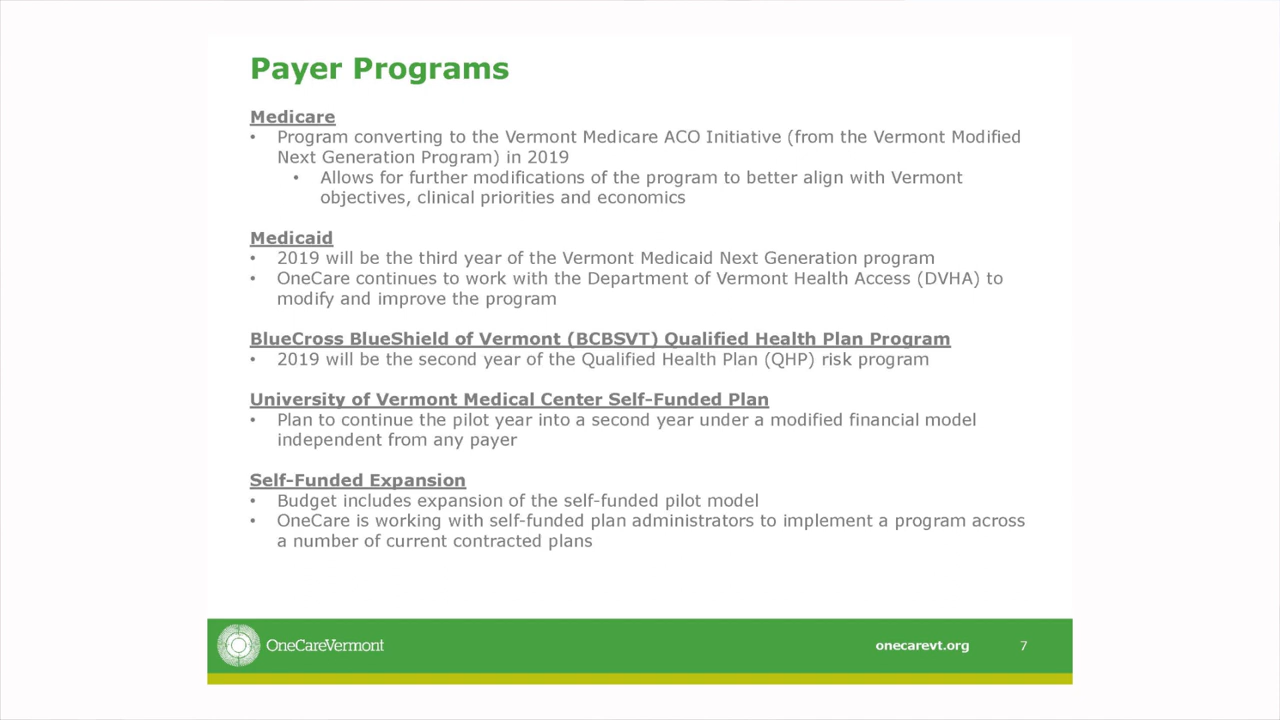 Payer Programs
Medicare
• Program converting to the Vermont Medicare ACO Initiative (from the Vermont Modified
Next Generation Program) in 2019
• Allows for further modifications of the program to better align with Vermont
objectives, clinical priorities and economics
Medicaid
• 2019 will be the third year of the Vermont Medicaid Next Generation program
• OneCare continues to work with the Department of Vermont Health Access (DVHA) to
modify and improve the program
BlueCross BlueShield of Vermont (BCBSVT) Qualified Health Plan Program
• 2019 will be the second year of the Qualified Health Plan (QHP) risk program
University of Vermont Medical Center Self-Funded Plan
• Plan to continue the pilot year into a second year under a modified financial model
independent from any payer
Self-Funded Expansion
• Budget includes expansion of the self-funded pilot model
• OneCare is working with self-funded plan administrators to implement a program across
a number of current contracted plans
OneCareVermont
onecarevt.org 7